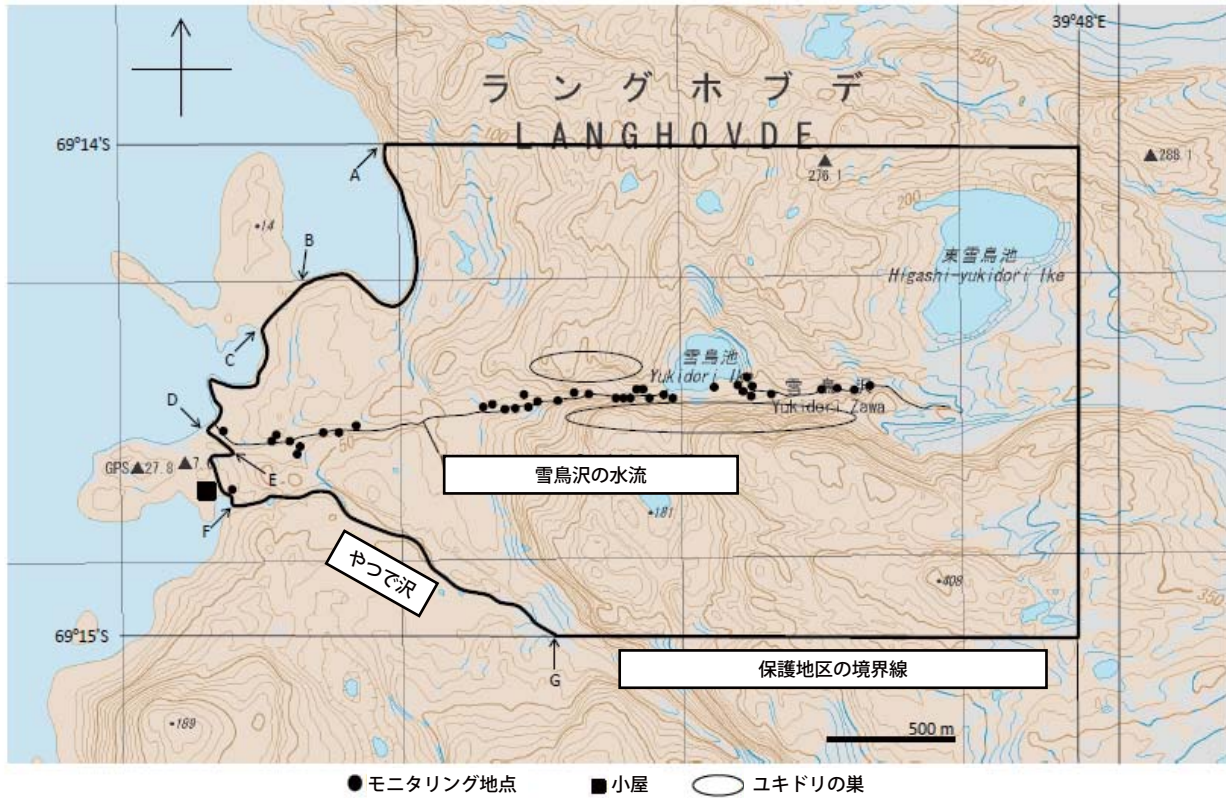 39°48'E
ラングホブデ
LANGHOVDE
69°14'S
A
100
250
276.1
288.1
200
B
14
東雪鳥池
Higashi-yukidori Ike
C
雪鳥池
Yukidori Ike
雪鳥沢
Yukidori Zawa
D
GPS 27.8
E
雪鳥沢の水流
F
181
やつで沢
408
350
69°15'S
G
保護地区の境界線
189
500 m
モニタリング地点
小屋
ユキドリの巣